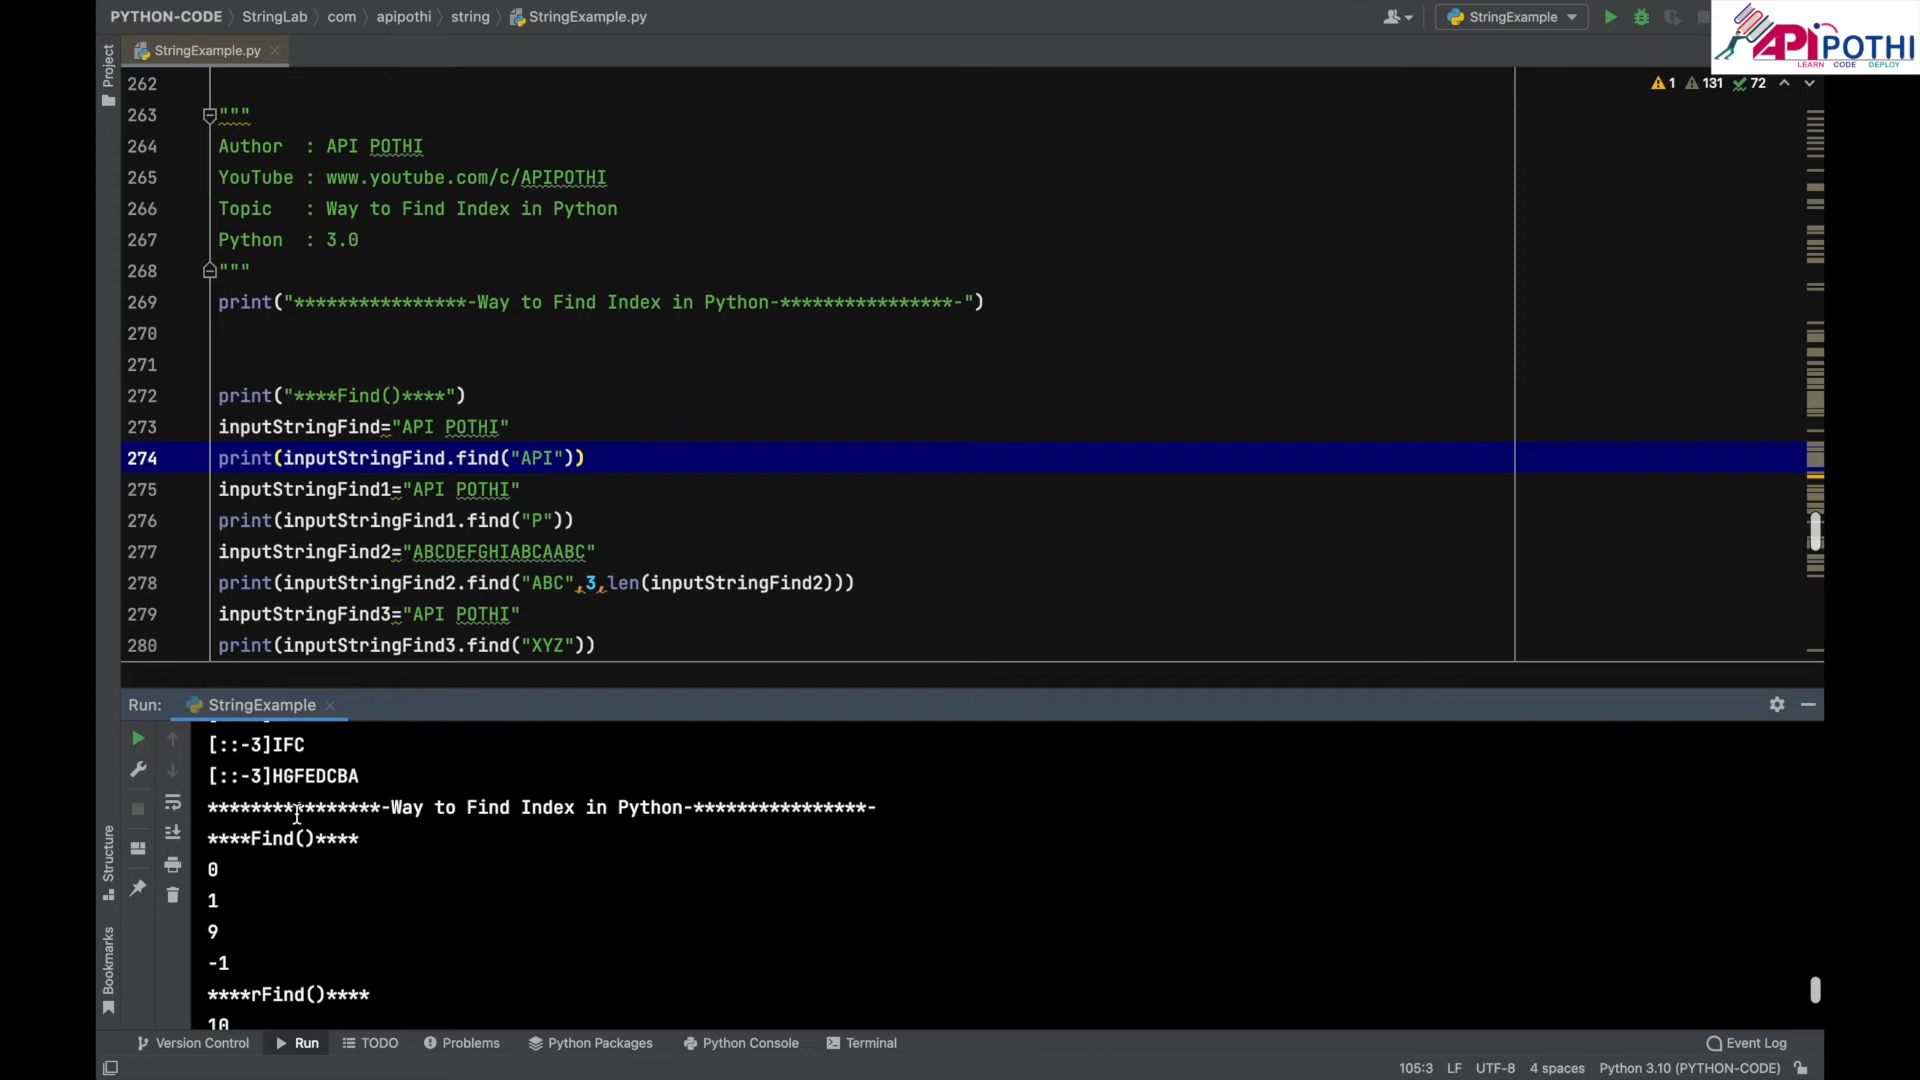 PYTHON-CODE StringLab com apipothi string StringExample.py
StringExample
APIPOTHI
LEARN CODE DEPLOY
StringExample.py
Project
1 131 72
262
263 """
264 Author : API POTHI
265 YouTube : www.youtube.com/c/APIPOTHI
266 Topic : Way to Find Index in Python
267 Python : 3.0
268 """
269 print("****************-Way to Find Index in Python-****************-")
270
271
272 print("****Find()****")
273 inputStringFind="API POTHI"
274 print(inputStringFind.find("API"))
275 inputStringFind1="API POTHI"
276 print(inputStringFind1.find("P"))
277 inputStringFind2="ABCDEFGHIABCAABC"
278 print(inputStringFind2.find("ABC",3,len(inputStringFind2)))
279 inputStringFind3="API POTHI"
280 print(inputStringFind3.find("XYZ"))
Run: StringExample
[::-3]IFC
[::-3]HGFEDCBA
****************-Way to Find Index in Python-****************-
****Find()****
0
1
9
-1
****rFind()****
10
Structure
Bookmarks
Version Control Run TODO Problems Python Packages Python Console Terminal Event Log
105:3 LF UTF-8 4 spaces Python 3.10 (PYTHON-CODE)